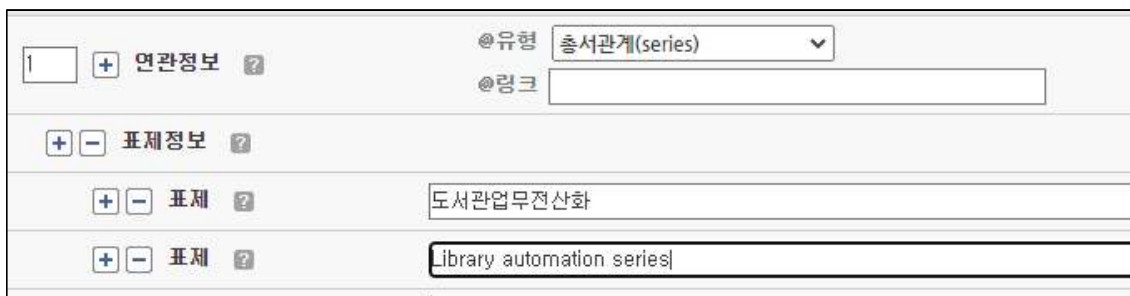 @유형 총서관계(series)
1 + 연관정보 ?
@링크
+ - 표제정보 ?
+ - 표제 ? 도서관업무전산화
+ - 표제 ? Library automation series